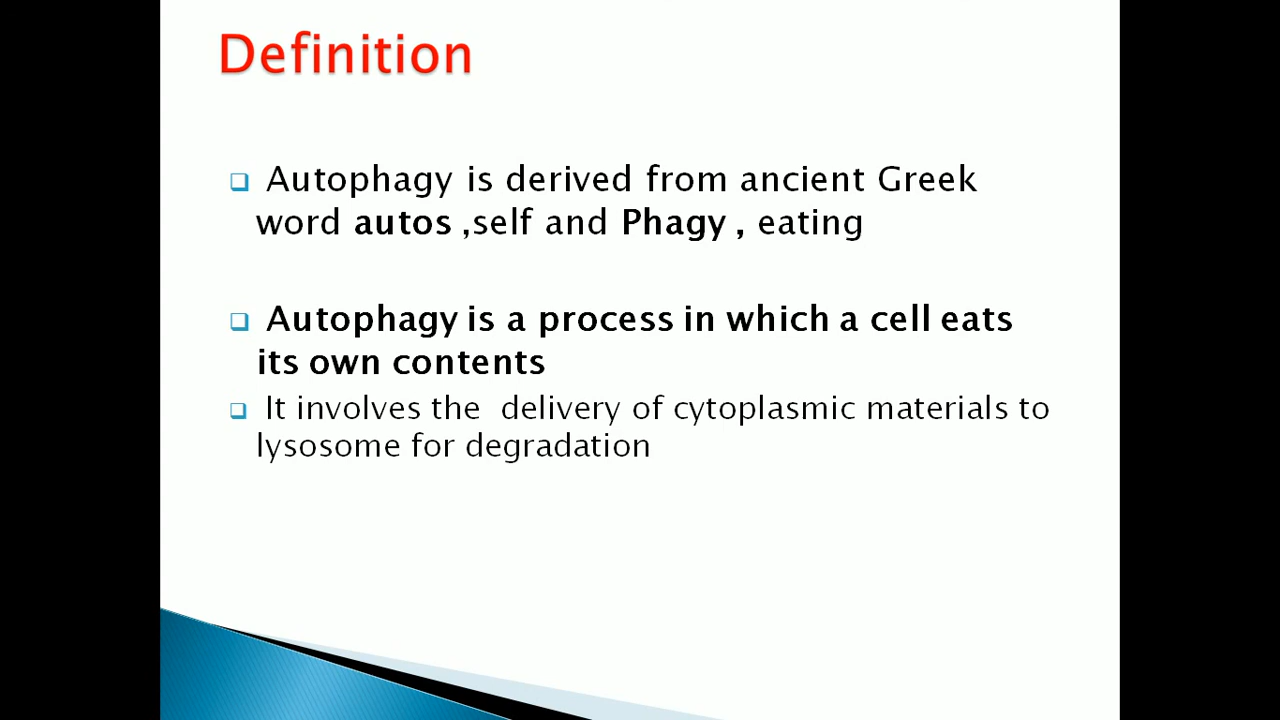 Definition
Autophagy is derived from ancient Greek
word autos ,self and Phagy , eating
Autophagy is a process in which a cell eats
its own contents
It involves the  delivery of cytoplasmic materials to
lysosome for degradation